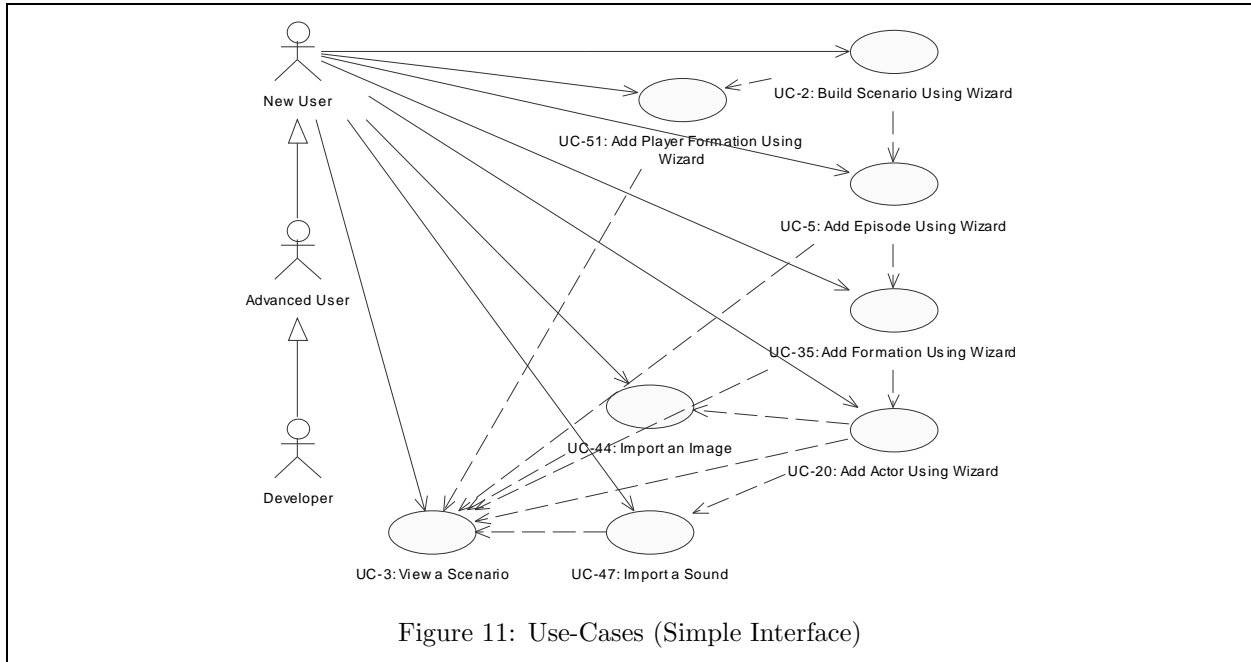 New User
UC-2: Build Scenario Using Wizard
UC-51: Add Player Formation Using
Wizard
UC-5: Add Episode Using Wizard
Advanced User
UC-35: Add Formation Using Wizard
UC-44: Import an Image
UC-20: Add Actor Using Wizard
Developer
UC-3: View a Scenario
UC-47: Import a Sound
Figure 11: Use-Cases (Simple Interface)